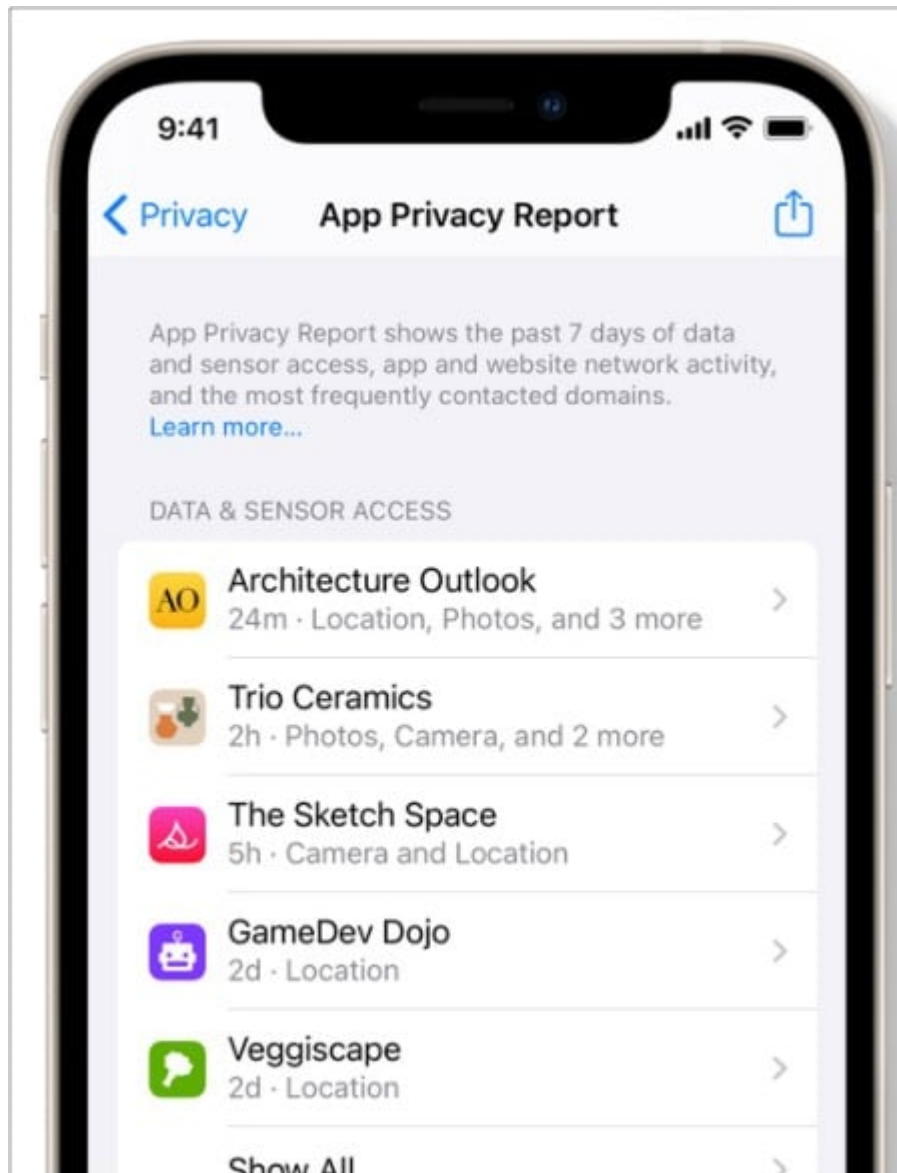 9:41
Privacy
App Privacy Report
App Privacy Report shows the past 7 days of data
and sensor access, app and website network activity,
and the most frequently contacted domains.
Learn more...
DATA & SENSOR ACCESS
AO
Architecture Outlook
24m · Location, Photos, and 3 more
Trio Ceramics
2h · Photos, Camera, and 2 more
The Sketch Space
5h · Camera and Location
GameDev Dojo
2d · Location
Veggiscape
2d · Location
Show All